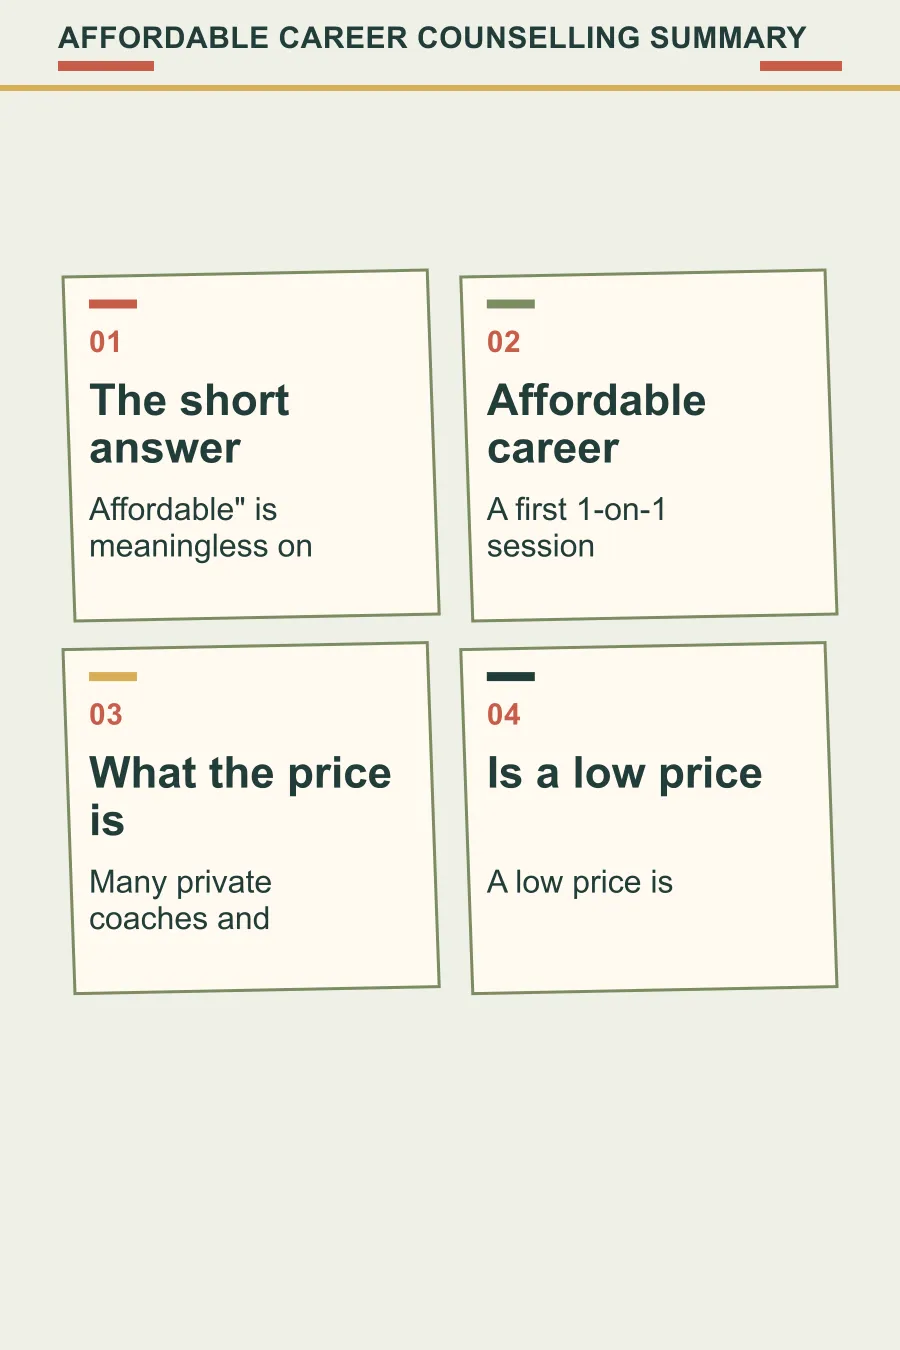 AFFORDABLE CAREER COUNSELLING SUMMARY
01
The short
answer
Affordable" is
meaningless on
02
Affordable
career
A first 1-on-1
session
03
What the price
is
Many private
coaches and
04
Is a low price
A low price is